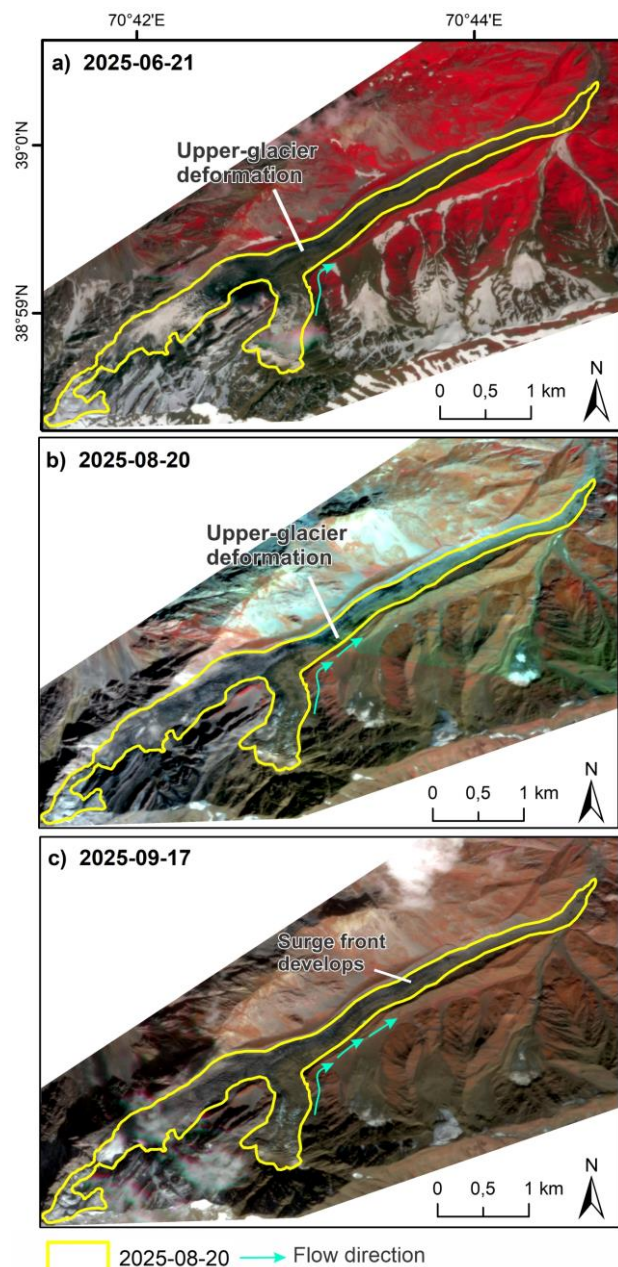 70°42'E 70°44'E
a) 2025-06-21
39°0'N
Upper-glacier
deformation
38°59'N
N
0 0,5 1 km
b) 2025-08-20
Upper-glacier
deformation
N
0 0,5 1 km
c) 2025-09-17
Surge front
develops
N
0 0,5 1 km
2025-08-20 Flow direction